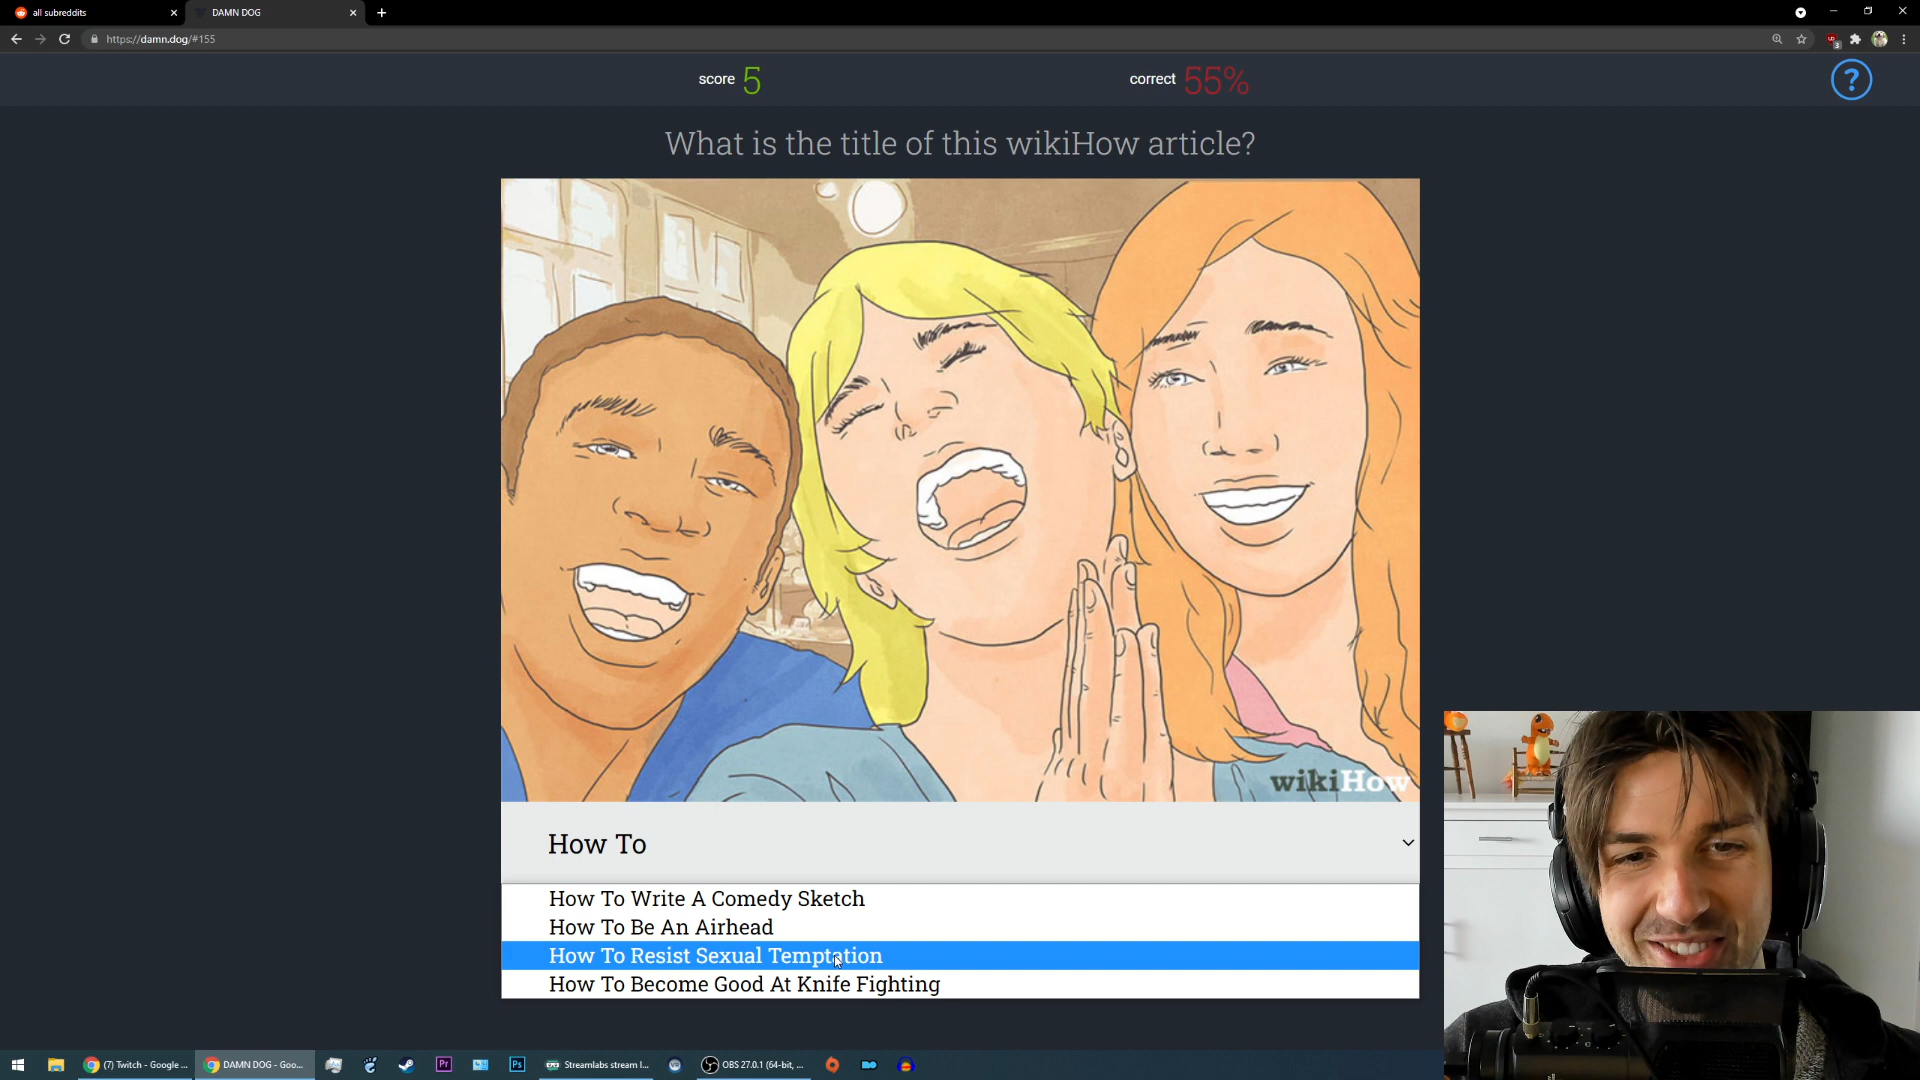 all subreddits
DAMN DOG
https://damn.dog/#155
score 5
correct 55%
?
What is the title of this wikiHow article?
wikiHow
How To
How To Write A Comedy Sketch
How To Be An Airhead
How To Resist Sexual Temptation
How To Become Good At Knife Fighting
(7) Twitch - Google ...
DAMN DOG - Goo...
Pr
Ps
Streamlabs stream l...
OBS 27.0.1 (64-bit, ...